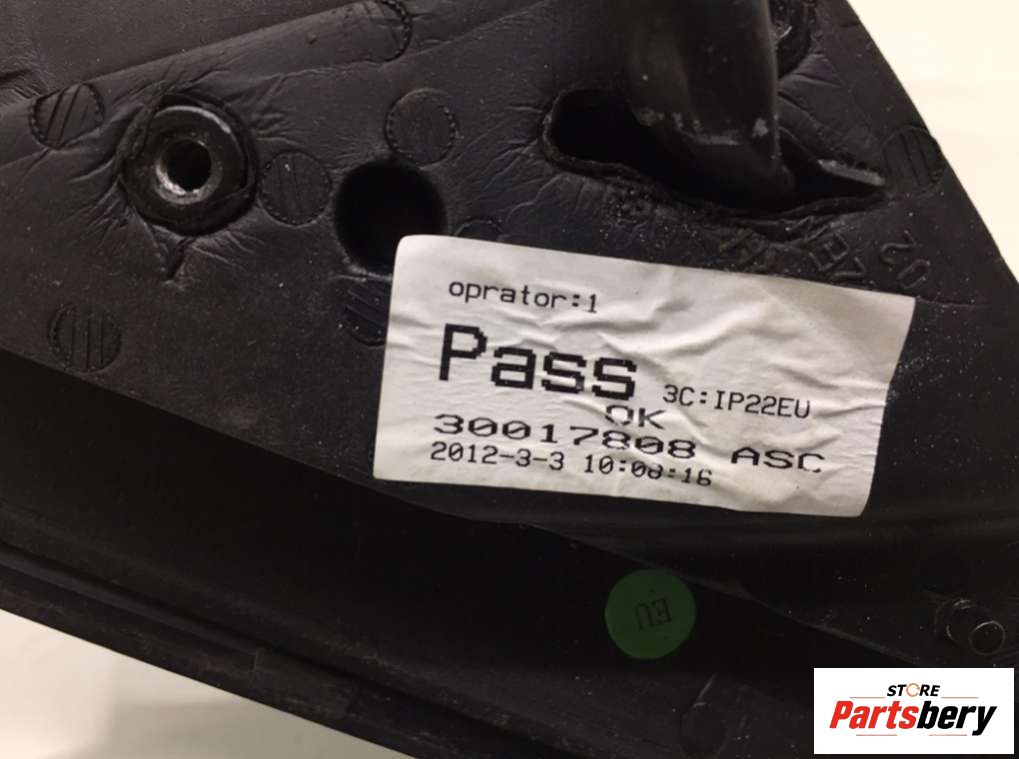 oprator:1
Pass 3C:IP22EU
OK
30017808 ASC
2012-3-3 10:08:16
EU
STORE
Partsbery